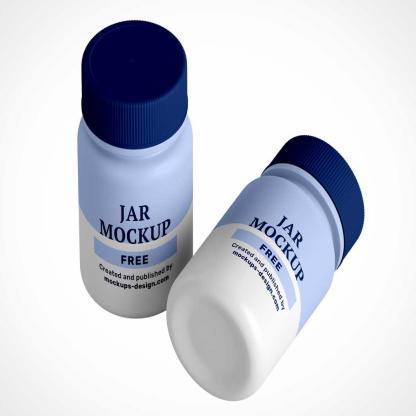 JAR
MOCKUP
FREE
Created and published by
mockups-design.com
JAR
MOCKUP
FREE
Created and published by
mockups-design.com